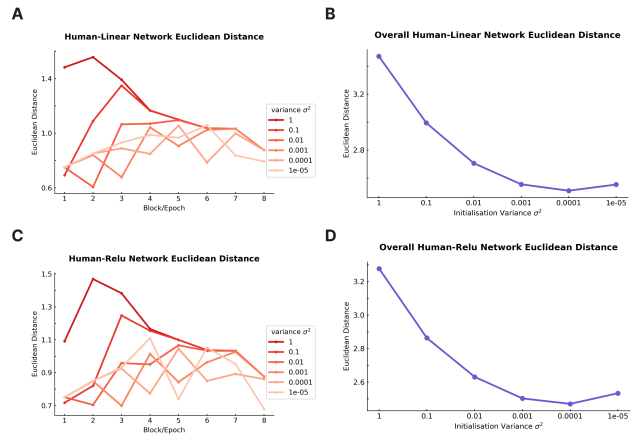 A
Human-Linear Network Euclidean Distance
Euclidean Distance
1.4
1.0
0.6
1 2 3 4 5 6 7 8
Block/Epoch
variance σ²
1
0.1
0.01
0.001
0.0001
1e-05
B
Overall Human-Linear Network Euclidean Distance
Euclidean Distance
3.2
2.8
1 0.1 0.01 0.001 0.0001 1e-05
Initialisation Variance σ²
C
Human-Relu Network Euclidean Distance
Euclidean Distance
1.5
1.3
1.1
0.9
0.7
1 2 3 4 5 6 7 8
Block/Epoch
variance σ²
1
0.1
0.01
0.001
0.0001
1e-05
D
Overall Human-Relu Network Euclidean Distance
Euclidean Distance
3.2
3.0
2.8
2.6
1 0.1 0.01 0.001 0.0001 1e-05
Initialisation Variance σ²